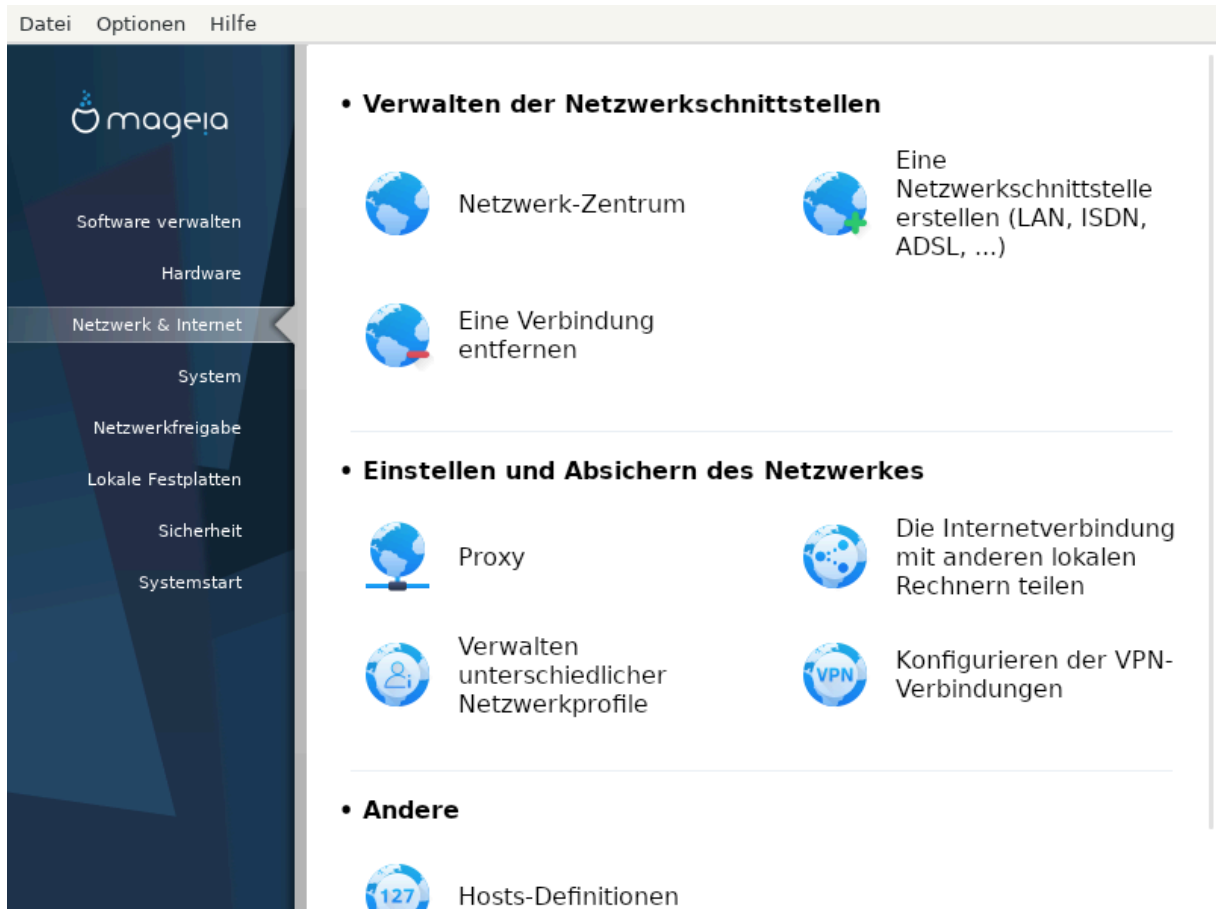 Datei Optionen Hilfe
mageia
Software verwalten
Hardware
Netzwerk & Internet
System
Netzwerkfreigabe
Lokale Festplatten
Sicherheit
Systemstart
• Verwalten der Netzwerkschnittstellen
Netzwerk-Zentrum
Eine
Netzwerkschnittstelle
erstellen (LAN, ISDN,
ADSL, ...)
Eine Verbindung
entfernen
• Einstellen und Absichern des Netzwerkes
Proxy
Die Internetverbindung
mit anderen lokalen
Rechnern teilen
Verwalten
unterschiedlicher
Netzwerkprofile
VPN
Konfigurieren der VPN-
Verbindungen
• Andere
127
Hosts-Definitionen